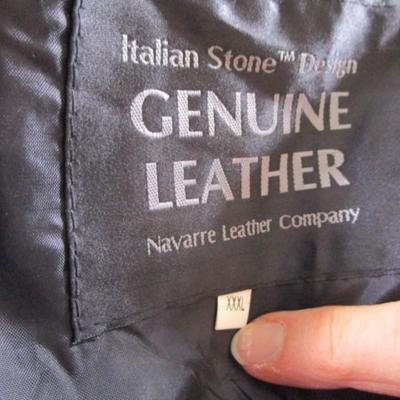 Italian Stone™ Design
GENUINE
LEATHER
Navarre Leather Company
XXXL